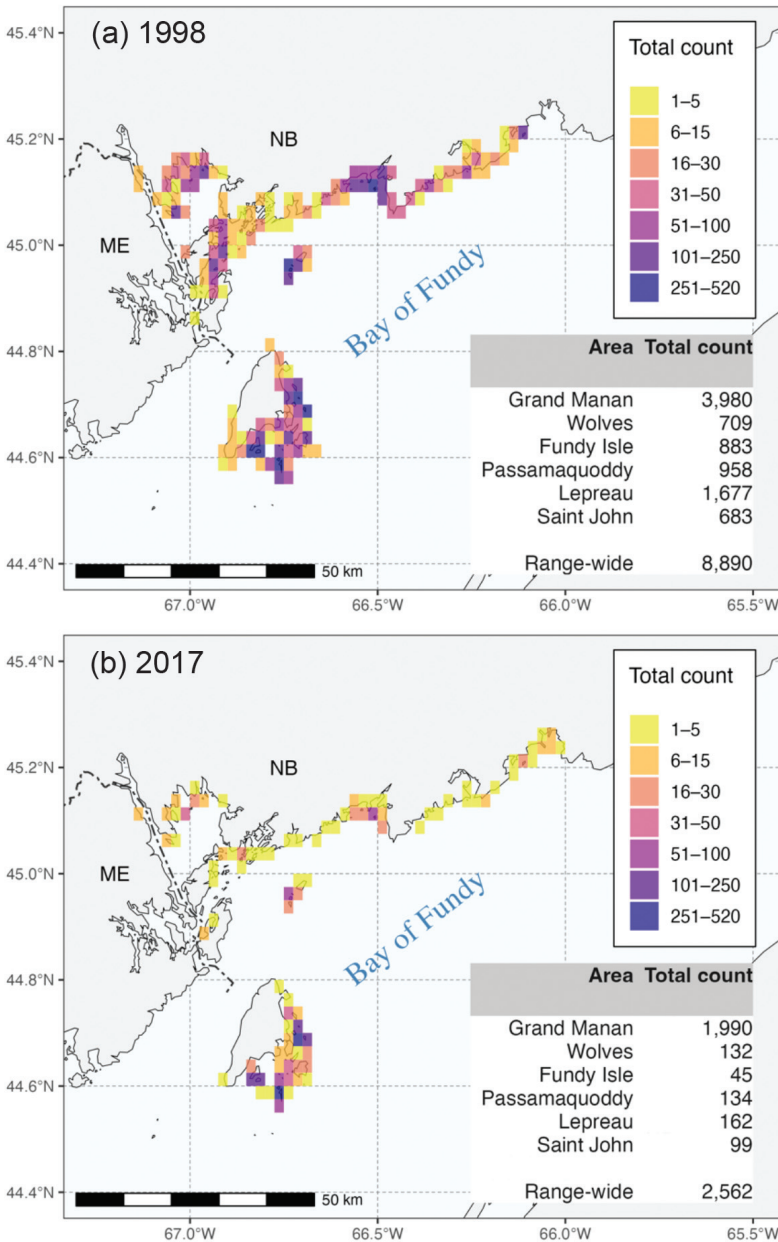 (a) 1998
45.4°N
45.2°N
45.0°N
44.8°N
44.6°N
44.4°N
NB
ME
Bay of Fundy
Total count
1–5
6–15
16–30
31–50
51–100
101–250
251–520
Area Total count
Grand Manan 3,980
Wolves 709
Fundy Isle 883
Passamaquoddy 958
Lepreau 1,677
Saint John 683
Range-wide 8,890
50 km
67.0°W 66.5°W 66.0°W 65.5°W
(b) 2017
45.4°N
45.2°N
45.0°N
44.8°N
44.6°N
44.4°N
NB
ME
Bay of Fundy
Total count
1–5
6–15
16–30
31–50
51–100
101–250
251–520
Area Total count
Grand Manan 1,990
Wolves 132
Fundy Isle 45
Passamaquoddy 134
Lepreau 162
Saint John 99
Range-wide 2,562
50 km
67.0°W 66.5°W 66.0°W 65.5°W